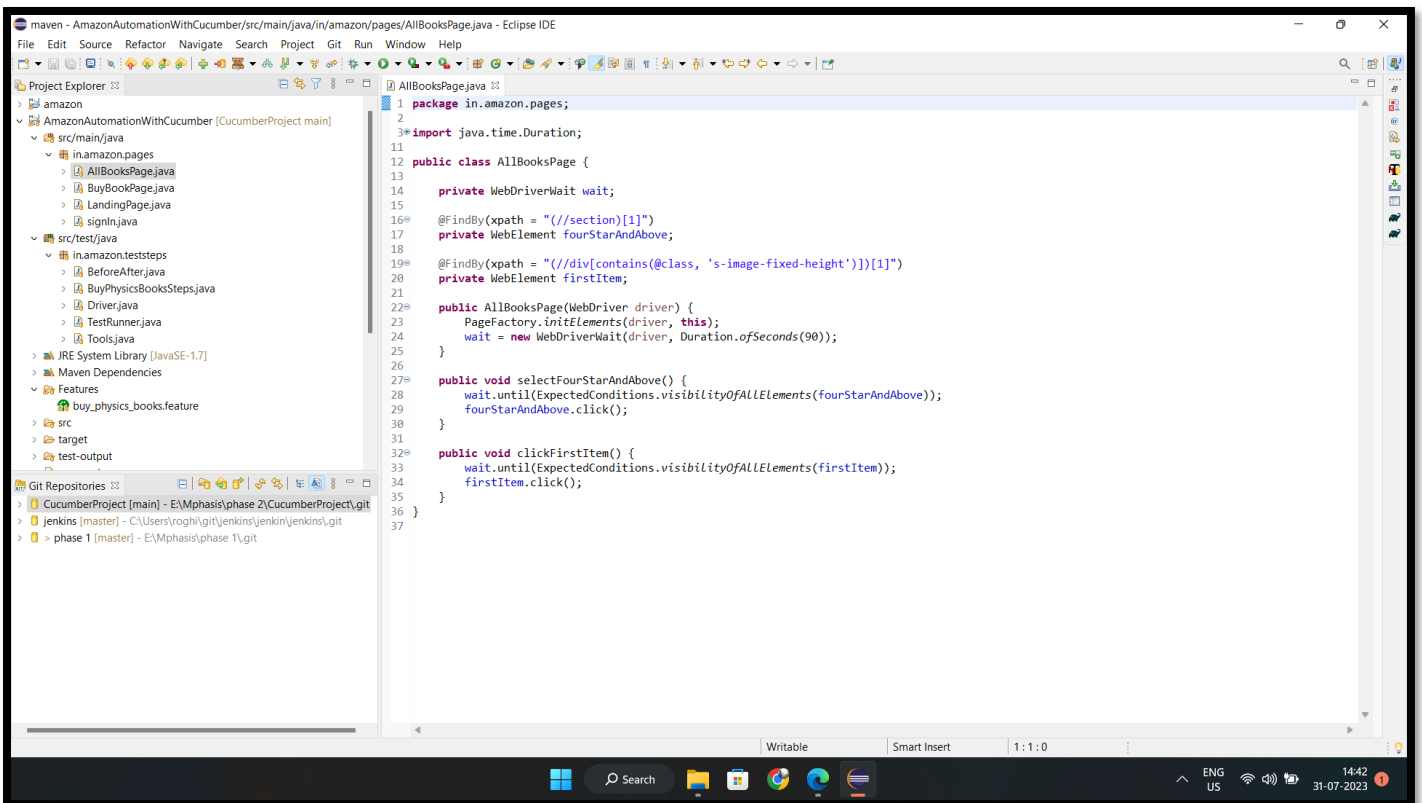 maven - AmazonAutomationWithCucumber/src/main/java/in/amazon/pages/AllBooksPage.java - Eclipse IDE
File Edit Source Refactor Navigate Search Project Git Run Window Help
Project Explorer
amazon
AmazonAutomationWithCucumber [CucumberProject main]
src/main/java
in.amazon.pages
AllBooksPage.java
BuyBookPage.java
LandingPage.java
signIn.java
src/test/java
in.amazon.teststeps
BeforeAfter.java
BuyPhysicsBooksSteps.java
Driver.java
TestRunner.java
Tools.java
JRE System Library [JavaSE-1.7]
Maven Dependencies
Features
buy_physics_books.feature
src
target
test-output
Git Repositories
CucumberProject [main] - E:\Mphasis\phase 2\CucumberProject\.git
jenkins [master] - C:\Users\roghi\git\jenkins\jenkin\jenkins\.git
> phase 1 [master] - E:\Mphasis\phase 1\.git
AllBooksPage.java
1 package in.amazon.pages;
2
3 import java.time.Duration;
11
12 public class AllBooksPage {
13
14 private WebDriverWait wait;
15
16 @FindBy(xpath = "(//section)[1]")
17 private WebElement fourStarAndAbove;
18
19 @FindBy(xpath = "(//div[contains(@class, 's-image-fixed-height')])[1]")
20 private WebElement firstItem;
21
22 public AllBooksPage(WebDriver driver) {
23 PageFactory.initElements(driver, this);
24 wait = new WebDriverWait(driver, Duration.ofSeconds(90));
25 }
26
27 public void selectFourStarAndAbove() {
28 wait.until(ExpectedConditions.visibilityOfAllElements(fourStarAndAbove));
29 fourStarAndAbove.click();
30 }
31
32 public void clickFirstItem() {
33 wait.until(ExpectedConditions.visibilityOfAllElements(firstItem));
34 firstItem.click();
35 }
36 }
37
Writable Smart Insert 1 : 1 : 0
Search
ENG
US
14:42
31-07-2023
1